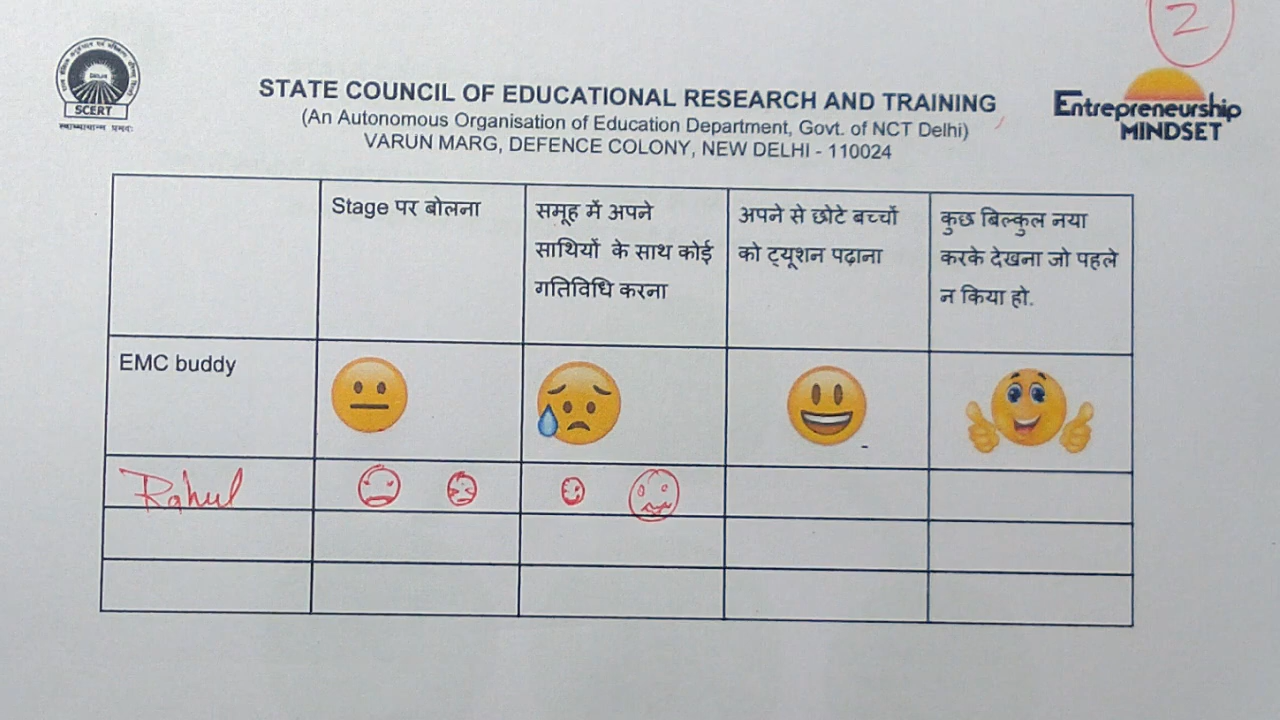 2
SCERT
STATE COUNCIL OF EDUCATIONAL RESEARCH AND TRAINING
(An Autonomous Organisation of Education Department, Govt. of NCT Delhi)
VARUN MARG, DEFENCE COLONY, NEW DELHI - 110024
Entrepreneurship
MINDSET
Stage पर बोलना
समूह में अपने
साथियों के साथ कोई
गतिविधि करना
अपने से छोटे बच्चों
को ट्यूशन पढ़ाना
कुछ बिल्कुल नया
करके देखना जो पहले
न किया हो.
EMC buddy
Rahul